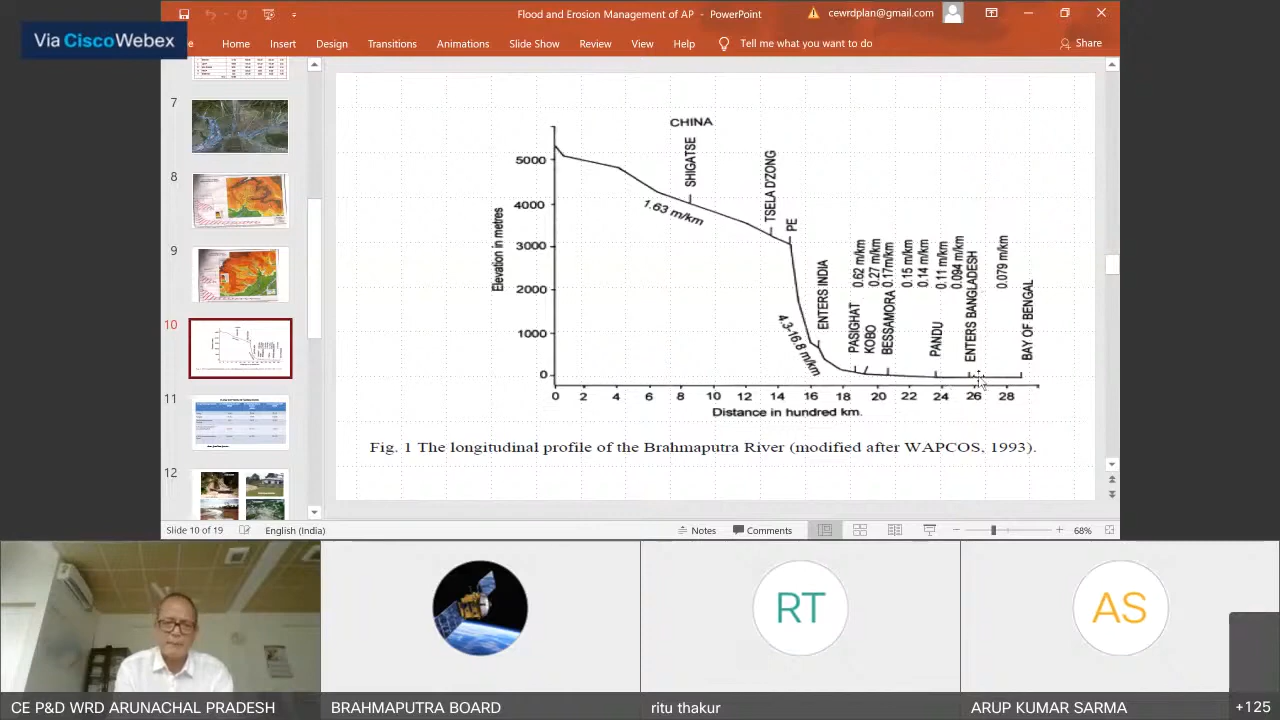 Flood and Erosion Management of AP - PowerPoint
cewrdplan@gmail.com
Via CiscoWebex
Home Insert Design Transitions Animations Slide Show Review View Help Tell me what you want to do Share
7
8
9
10
11
12
CHINA
SHIGATSE
TSELA D'ZONG
PE
ENTERS INDIA
PASIGHAT
KOBO
BESSAMORA
PANDU
ENTERS BANGLADESH
BAY OF BENGAL
1.63 m/km
4.3-16.8 m/km
0.62 m/km
0.27 m/km
0.17m/km
0.15 m/km
0.14 m/km
0.11 m/km
0.094 m/km
0.079 m/km
Elevation in metres
5000
4000
3000
2000
1000
0
0 2 4 6 8 10 12 14 16 18 20 22 24 26 28
Distance in hundred km.
Fig. 1 The longitudinal profile of the Brahmaputra River (modified after WAPCOS, 1993).
Slide 10 of 19 English (India) Notes Comments 68%
RT
AS
CE P&D WRD ARUNACHAL PRADESH
BRAHMAPUTRA BOARD
ritu thakur
ARUP KUMAR SARMA
+125